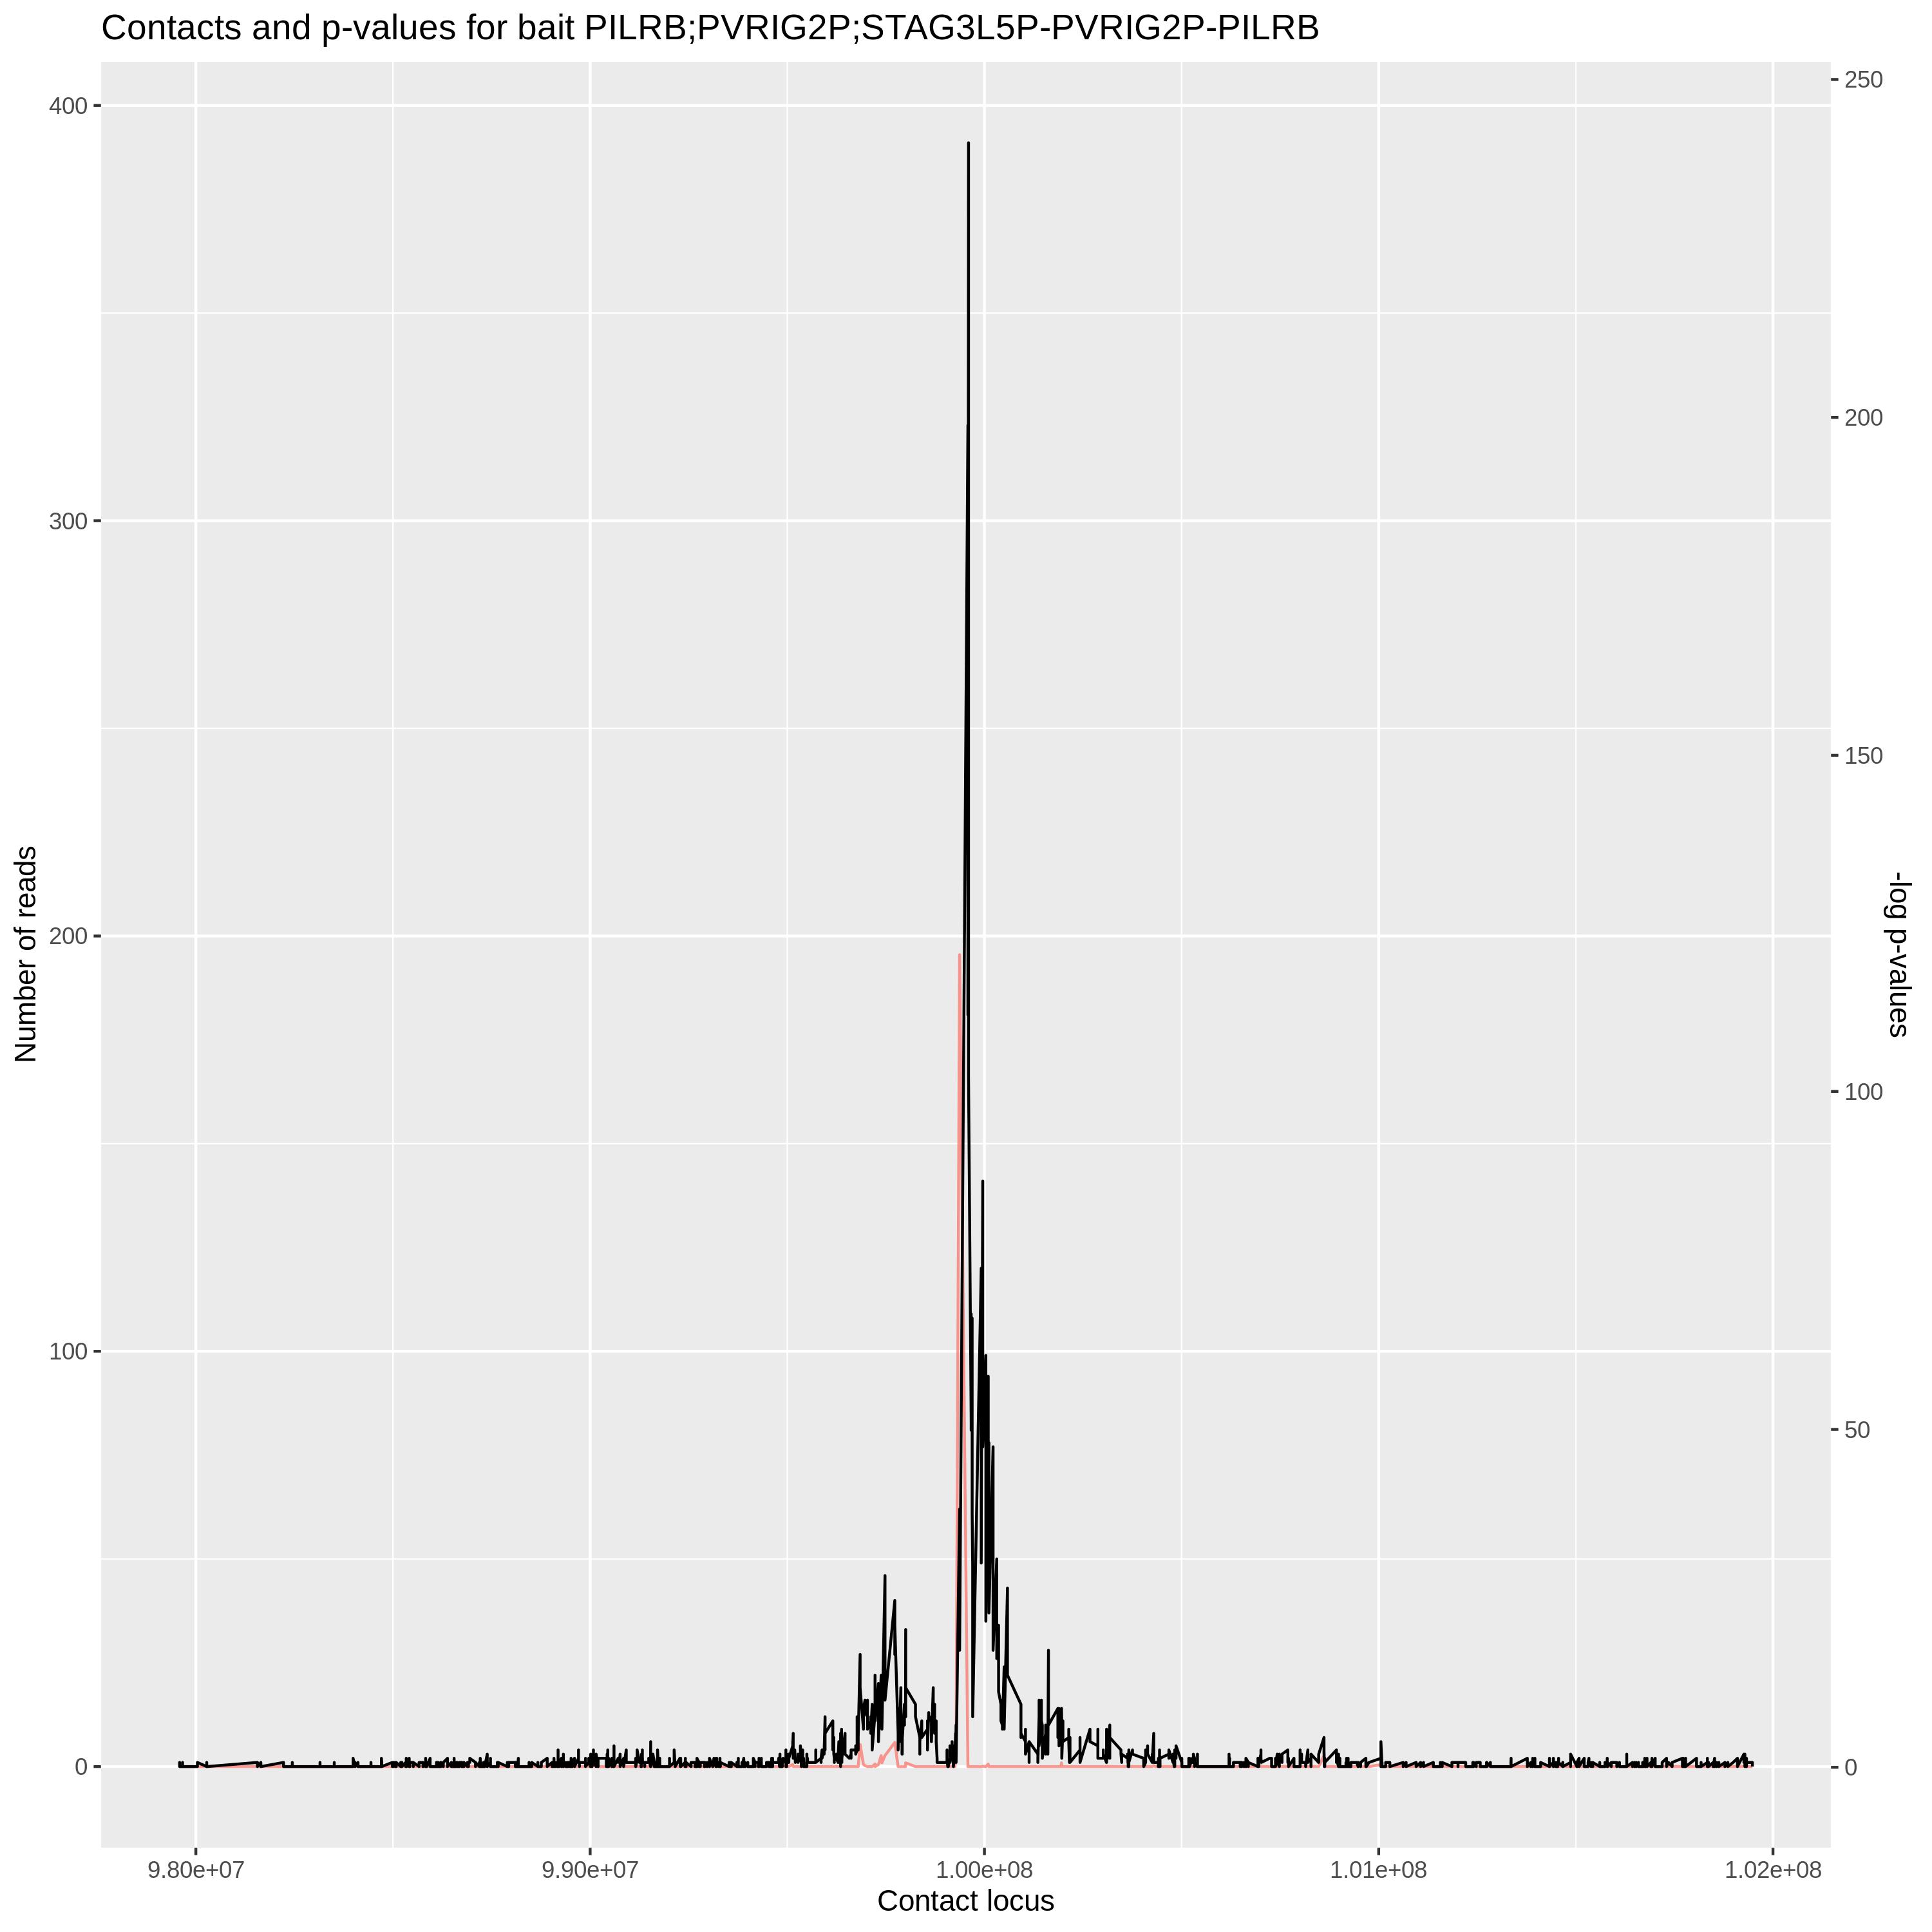 Contacts and p-values for bait PILRB;PVRIG2P;STAG3L5P-PVRIG2P-PILRB
400
300
200
100
0
Number of reads
250
200
150
100
50
0
-log p-values
9.80e+07
9.90e+07
1.00e+08
1.01e+08
1.02e+08
Contact locus